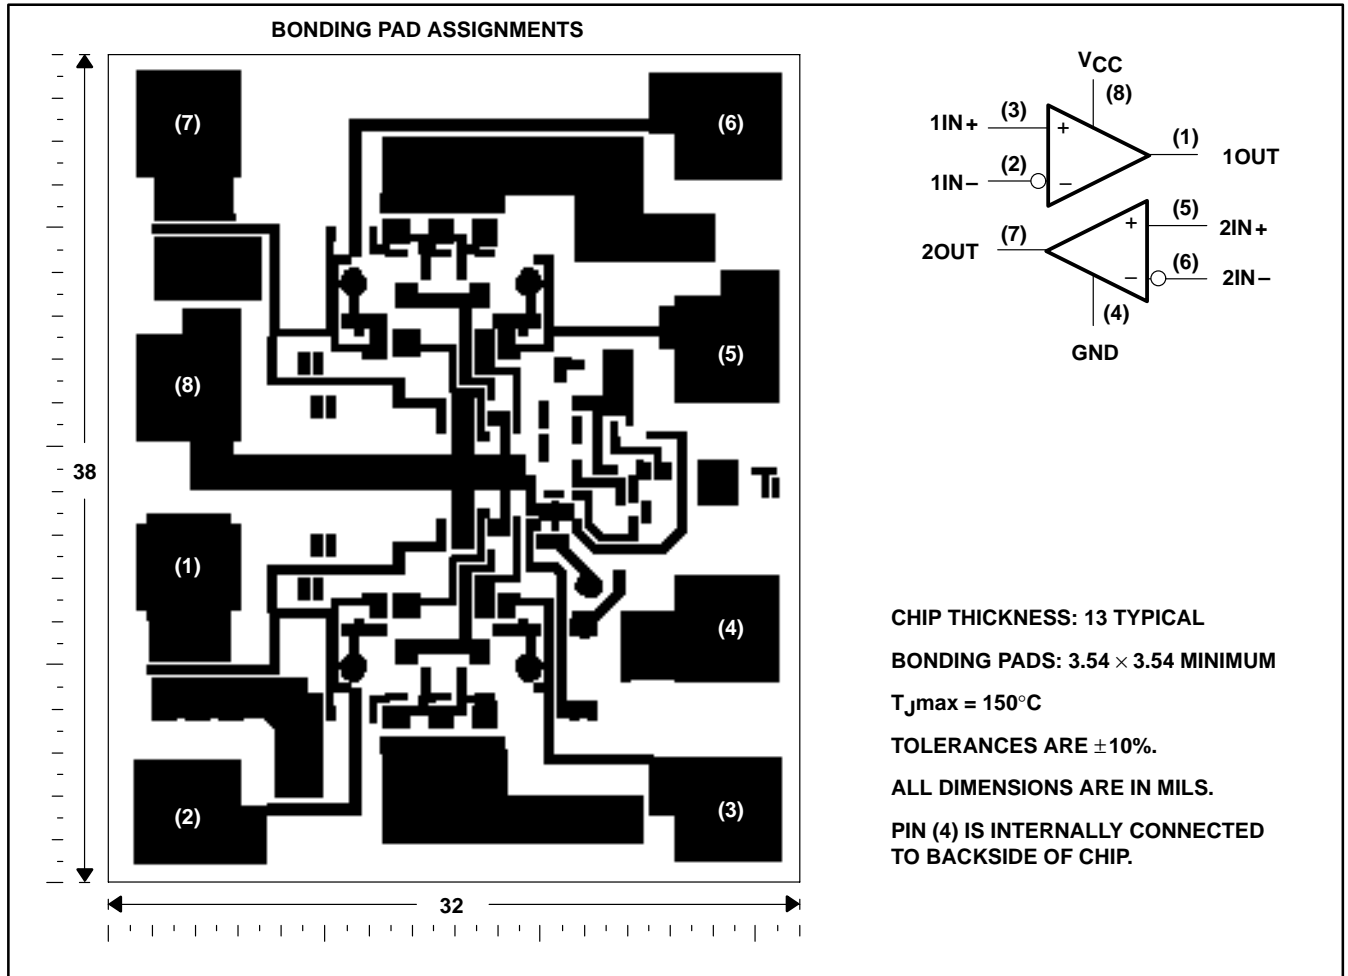 BONDING PAD ASSIGNMENTS
(7)
(6)
(5)
(8)
38
(1)
(4)
(2)
(3)
32
VCC
(8)
1IN+
(3)
+
(1)
1OUT
1IN−
(2)
−
(5)
+
2IN+
2OUT
(7)
(6)
−
2IN−
(4)
GND
TI
CHIP THICKNESS: 13 TYPICAL
BONDING PADS: 3.54 × 3.54 MINIMUM
TJmax = 150°C
TOLERANCES ARE ±10%.
ALL DIMENSIONS ARE IN MILS.
PIN (4) IS INTERNALLY CONNECTED
TO BACKSIDE OF CHIP.